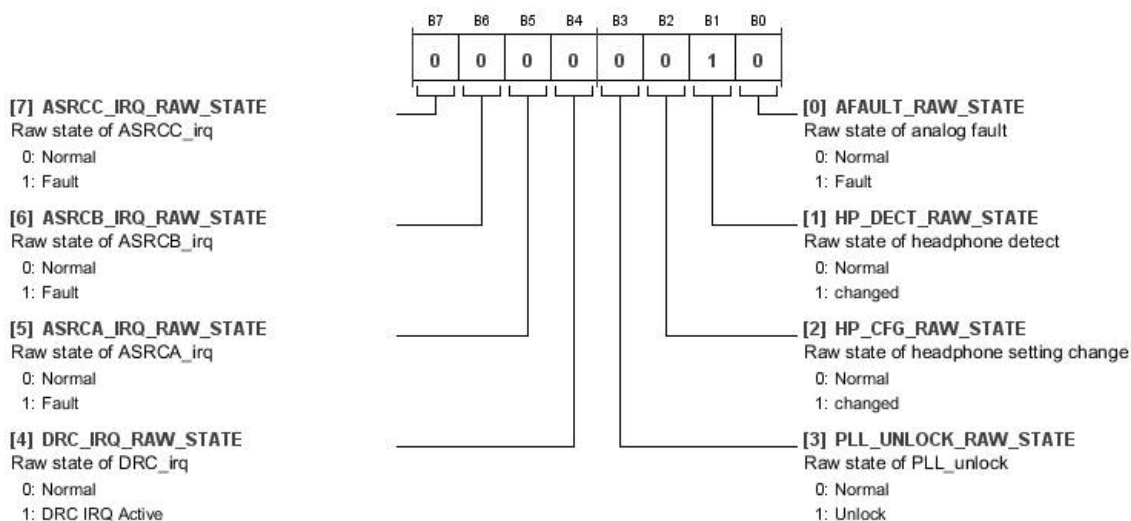 B7 B6 B5 B4 B3 B2 B1 B0
0 0 0 0 0 0 1 0
[7] ASRCC_IRQ_RAW_STATE
Raw state of ASRCC_irq
0: Normal
1: Fault
[6] ASRCB_IRQ_RAW_STATE
Raw state of ASRCB_irq
0: Normal
1: Fault
[5] ASRCA_IRQ_RAW_STATE
Raw state of ASRCA_irq
0: Normal
1: Fault
[4] DRC_IRQ_RAW_STATE
Raw state of DRC_irq
0: Normal
1: DRC IRQ Active
[0] AFAULT_RAW_STATE
Raw state of analog fault
0: Normal
1: Fault
[1] HP_DECT_RAW_STATE
Raw state of headphone detect
0: Normal
1: changed
[2] HP_CFG_RAW_STATE
Raw state of headphone setting change
0: Normal
1: changed
[3] PLL_UNLOCK_RAW_STATE
Raw state of PLL_unlock
0: Normal
1: Unlock